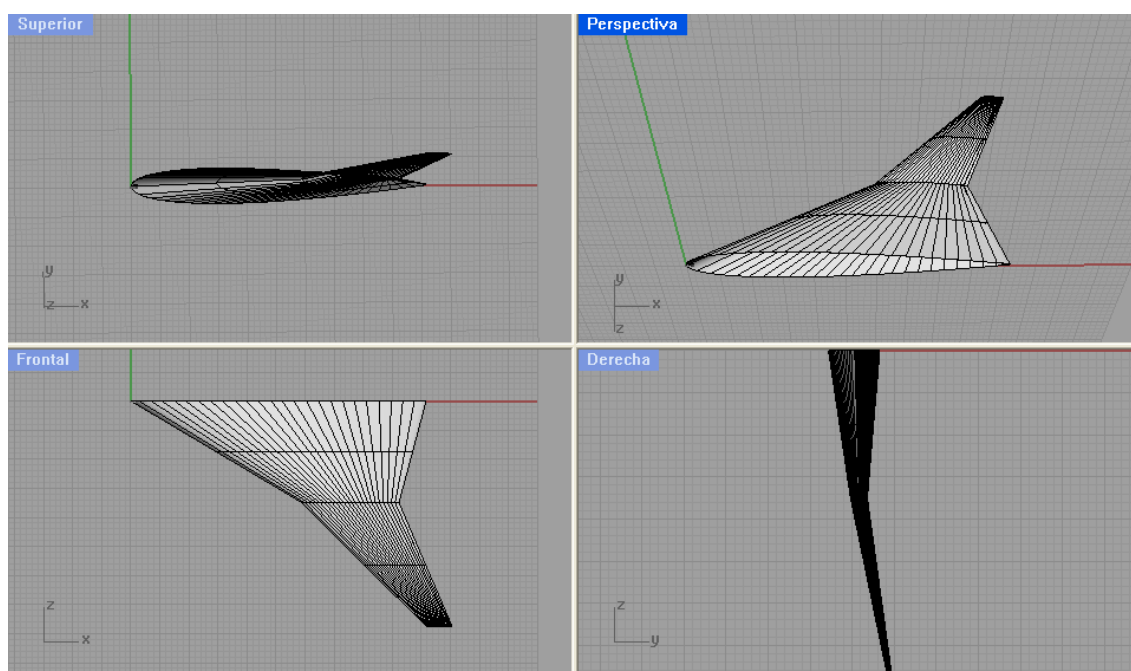 Superior
y
z x
Perspectiva
y
x
z
Frontal
z
x
Derecha
z
y